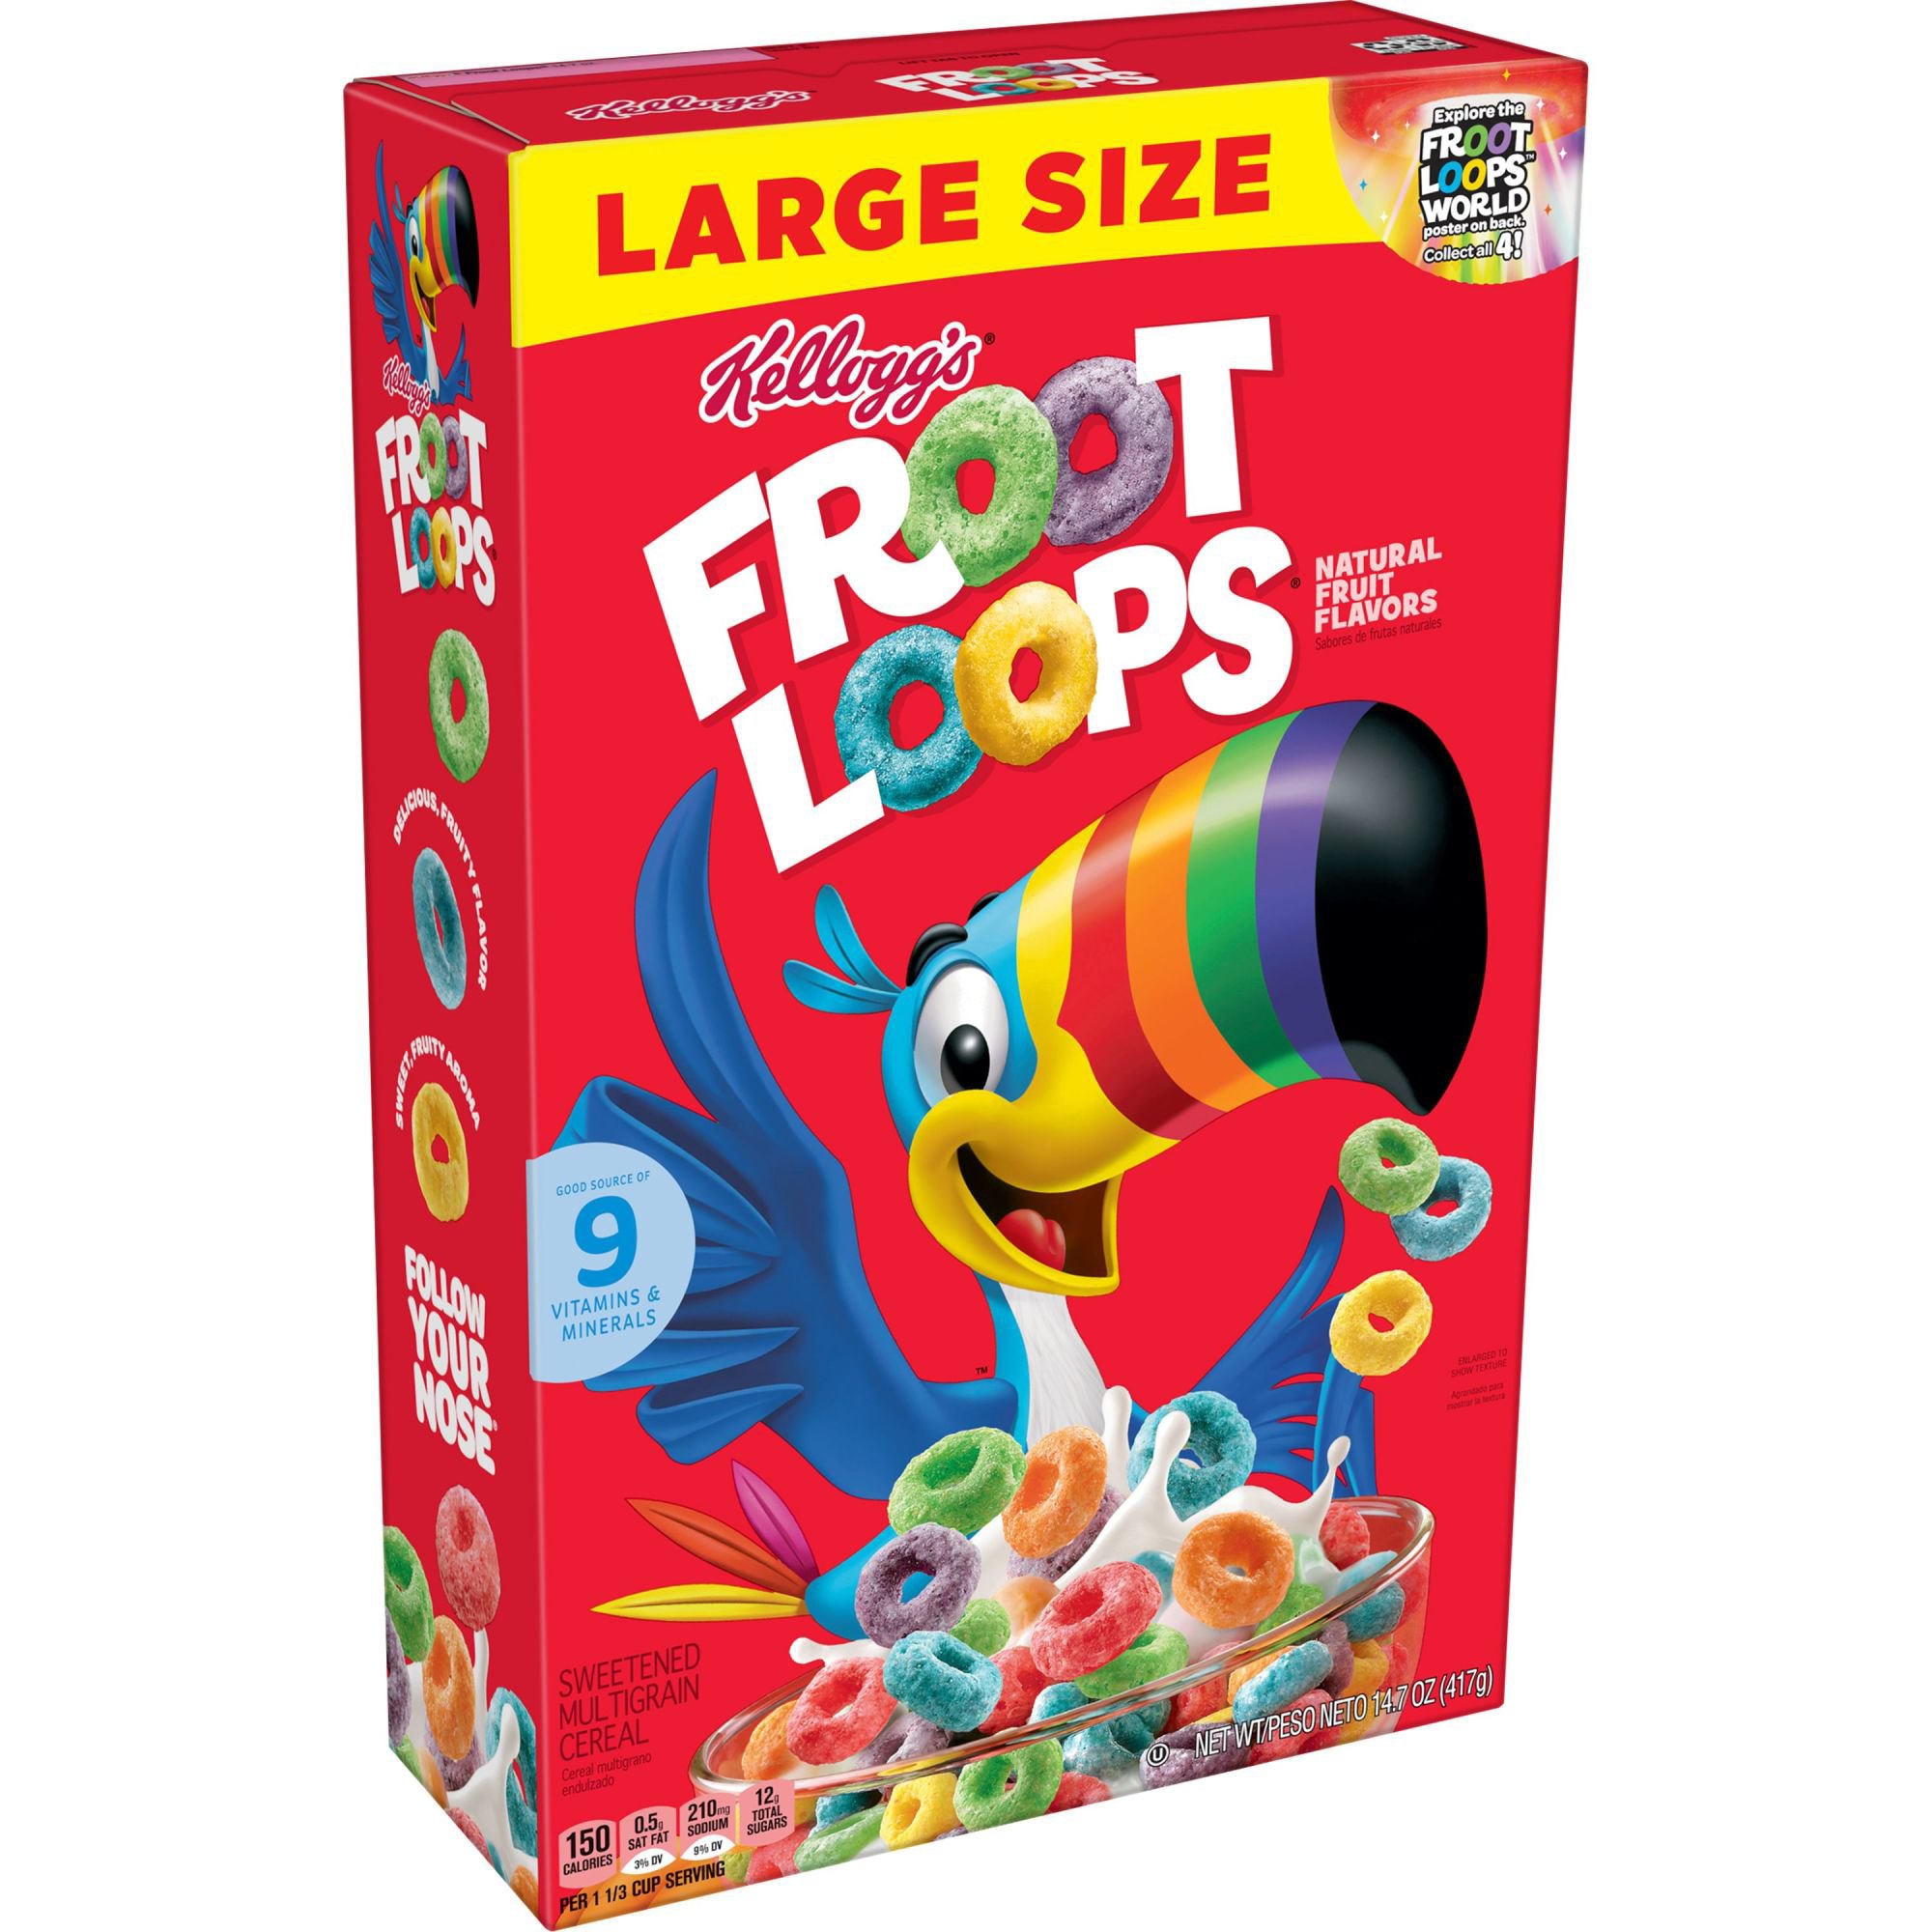 Kellogg's
FROOT
LOOPS
LARGE SIZE
Explore the
FROOT
LOOPS™
WORLD
poster on back.
Collect all 4!
Kellogg's®
FROOT
LOOPS®
NATURAL
FRUIT
FLAVORS
Sabores de frutas naturales
GOOD SOURCE OF
9
VITAMINS &
MINERALS
™
ENLARGED TO
SHOW TEXTURE
Agrandado para
mostrar la textura
SWEETENED
MULTIGRAIN
CEREAL
Cereal multigrano
endulzado
U NET WT/PESO NETO 14.7 OZ (417g)
150
CALORIES
0.5g
SAT FAT
3% DV
210mg
SODIUM
9% DV
12g
TOTAL
SUGARS
PER 1 1/3 CUP SERVING
Kellogg's
FROOT
LOOPS®
DELICIOUS, FRUITY FLAVOR
SWEET, FRUITY AROMA
FOLLOW
YOUR
NOSE®